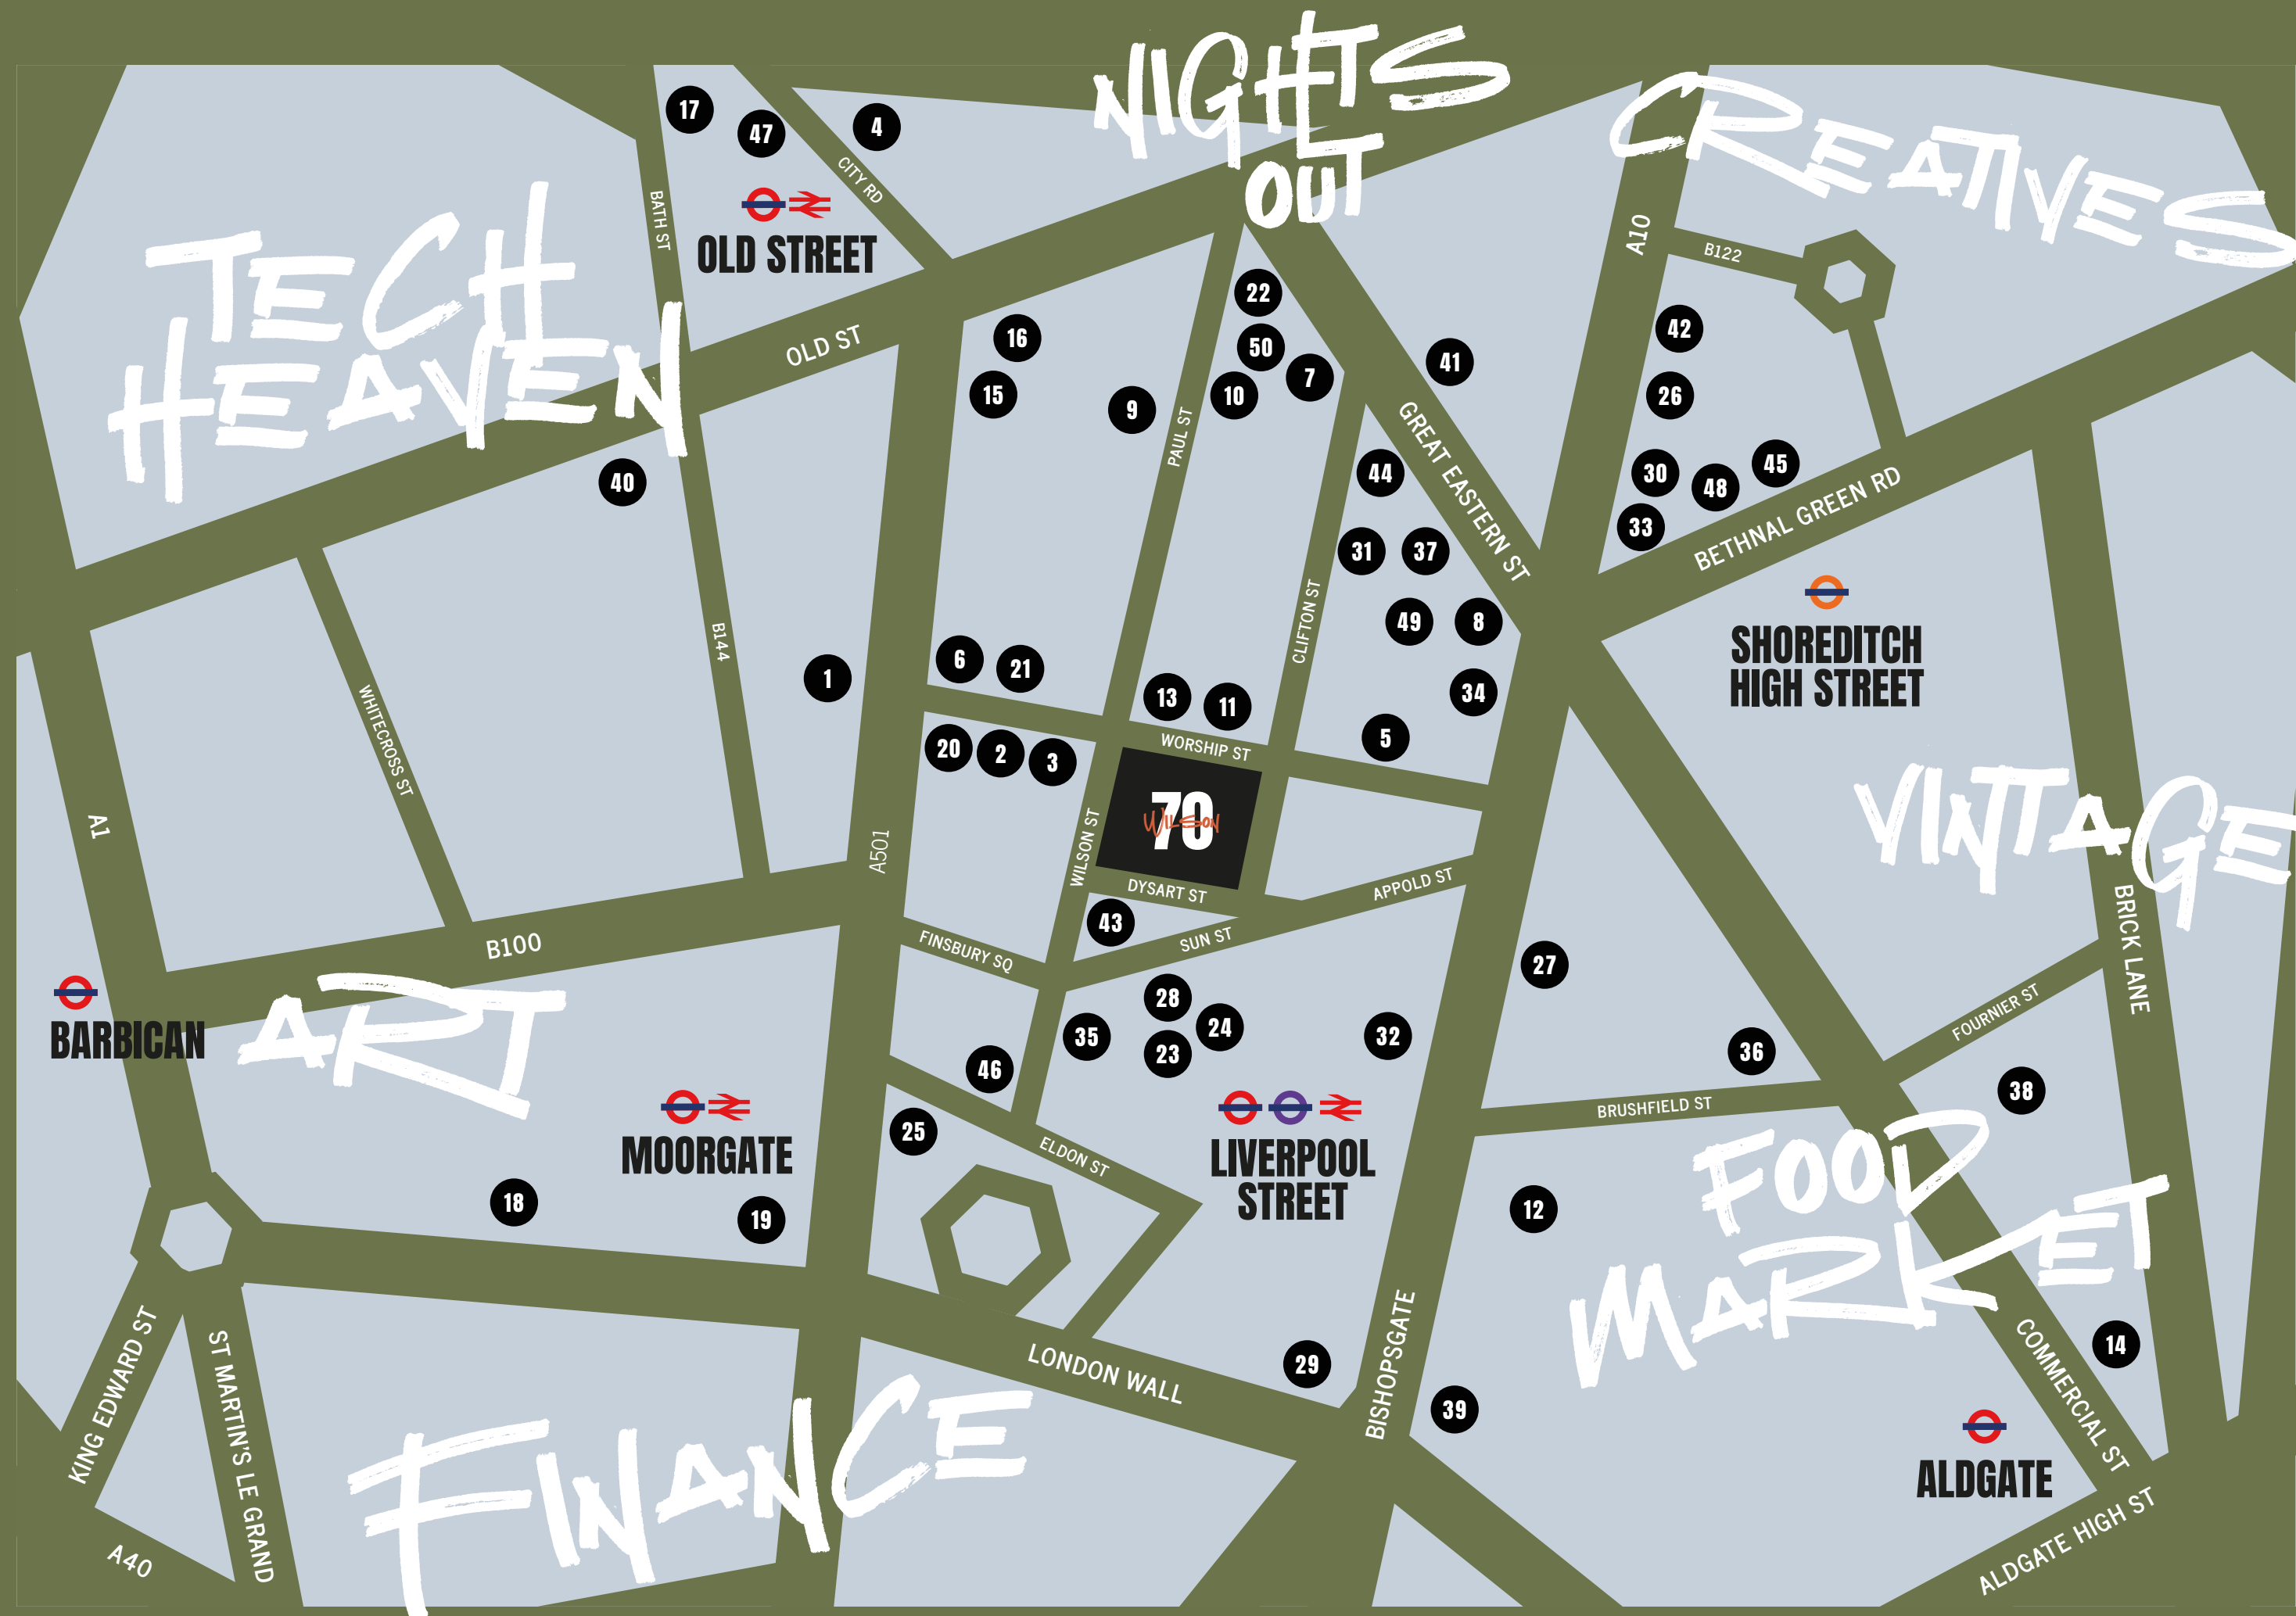 NIGHTS
OUT
CREATIVES
17
47
4
CITY RD
BATH ST
OLD STREET
A10
B122
TECH
HEAVEN
OLD ST
22
16
50
41
42
15
9
10
7
26
PAUL ST
GREAT EASTERN ST
40
44
30
48
45
33
BETHNAL GREEN RD
31
37
SHOREDITCH
HIGH STREET
CLIFTON ST
49
8
B144
1
6
21
13
11
34
WHITECROSS ST
20
2
3
WORSHIP ST
5
A1
A501
WILSON ST
70
WILSON
VINTAGE
DYSART ST
APPOLD ST
43
B100
FINSBURY SQ
SUN ST
27
BRICK LANE
BARBICAN
ART
28
35
24
23
32
FOURNIER ST
46
36
38
MOORGATE
25
ELDON ST
LIVERPOOL
STREET
BRUSHFIELD ST
FOOD
MARKET
18
19
12
LONDON WALL
29
BISHOPSGATE
39
14
COMMERCIAL ST
KING EDWARD ST
ST MARTIN'S LE GRAND
FINANCE
ALDGATE
A40
ALDGATE HIGH ST